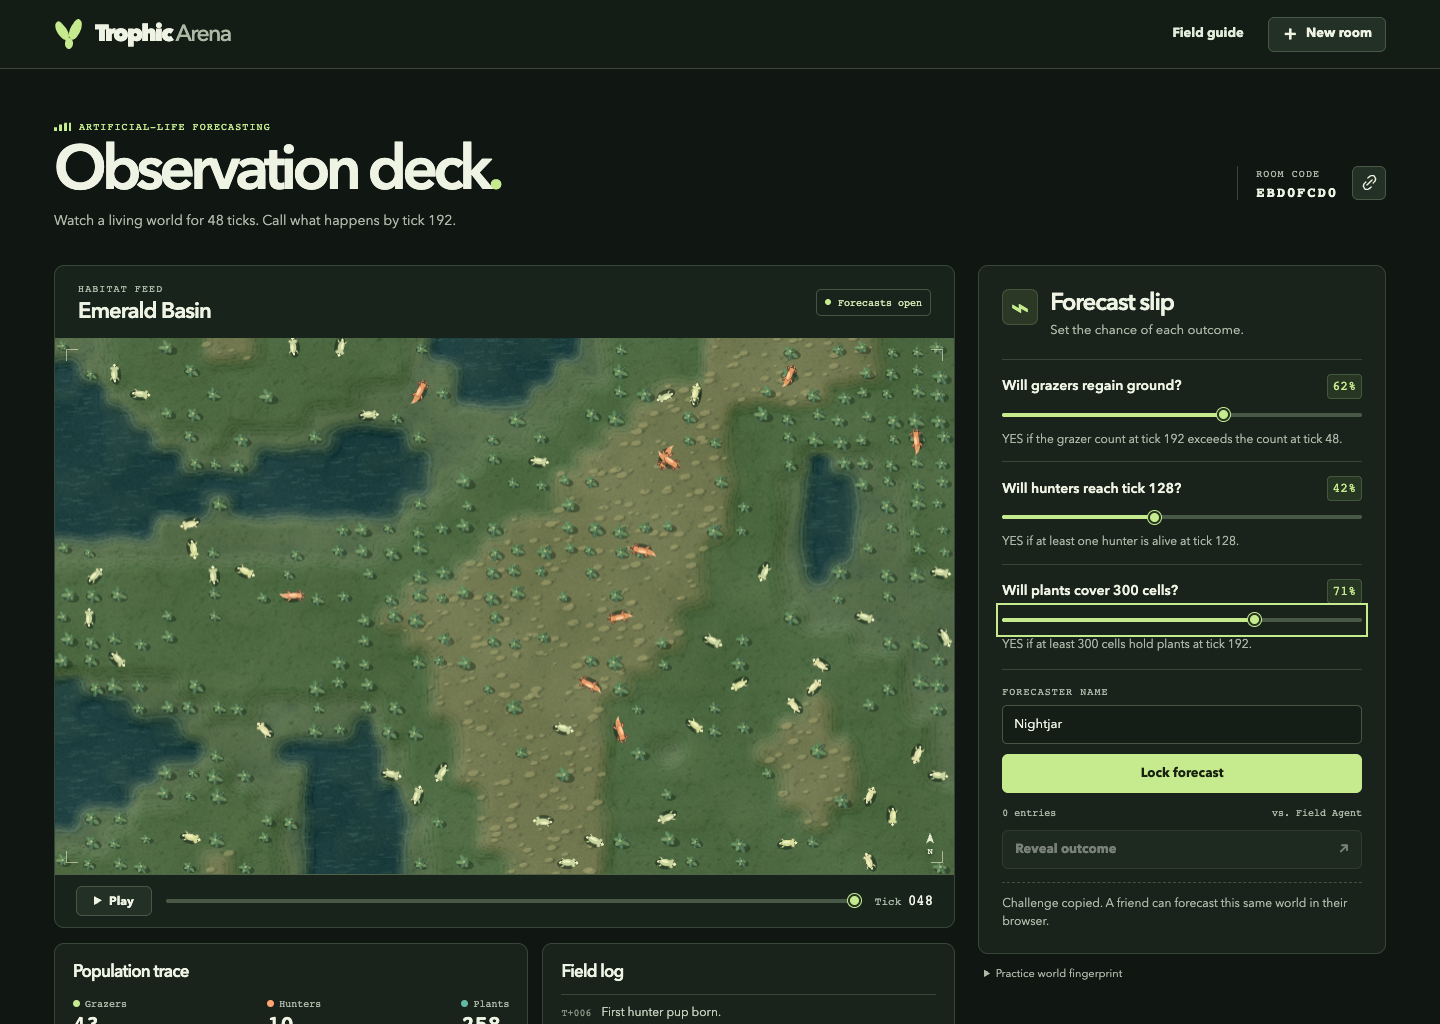 Trophic Arena
Field guide
New room
ARTIFICIAL-LIFE FORECASTING
Observation deck.
Watch a living world for 48 ticks. Call what happens by tick 192.
ROOM CODE
EBD0FCD0
HABITAT FEED
Emerald Basin
Forecasts open
N
Play
Tick 048
Forecast slip
Set the chance of each outcome.
Will grazers regain ground?
62%
YES if the grazer count at tick 192 exceeds the count at tick 48.
Will hunters reach tick 128?
42%
YES if at least one hunter is alive at tick 128.
Will plants cover 300 cells?
71%
YES if at least 300 cells hold plants at tick 192.
FORECASTER NAME
Nightjar
Lock forecast
0 entries
vs. Field Agent
Reveal outcome
Challenge copied. A friend can forecast this same world in their
browser.
Practice world fingerprint
Population trace
Grazers
Hunters
Plants
Field log
T+006 First hunter pup born.